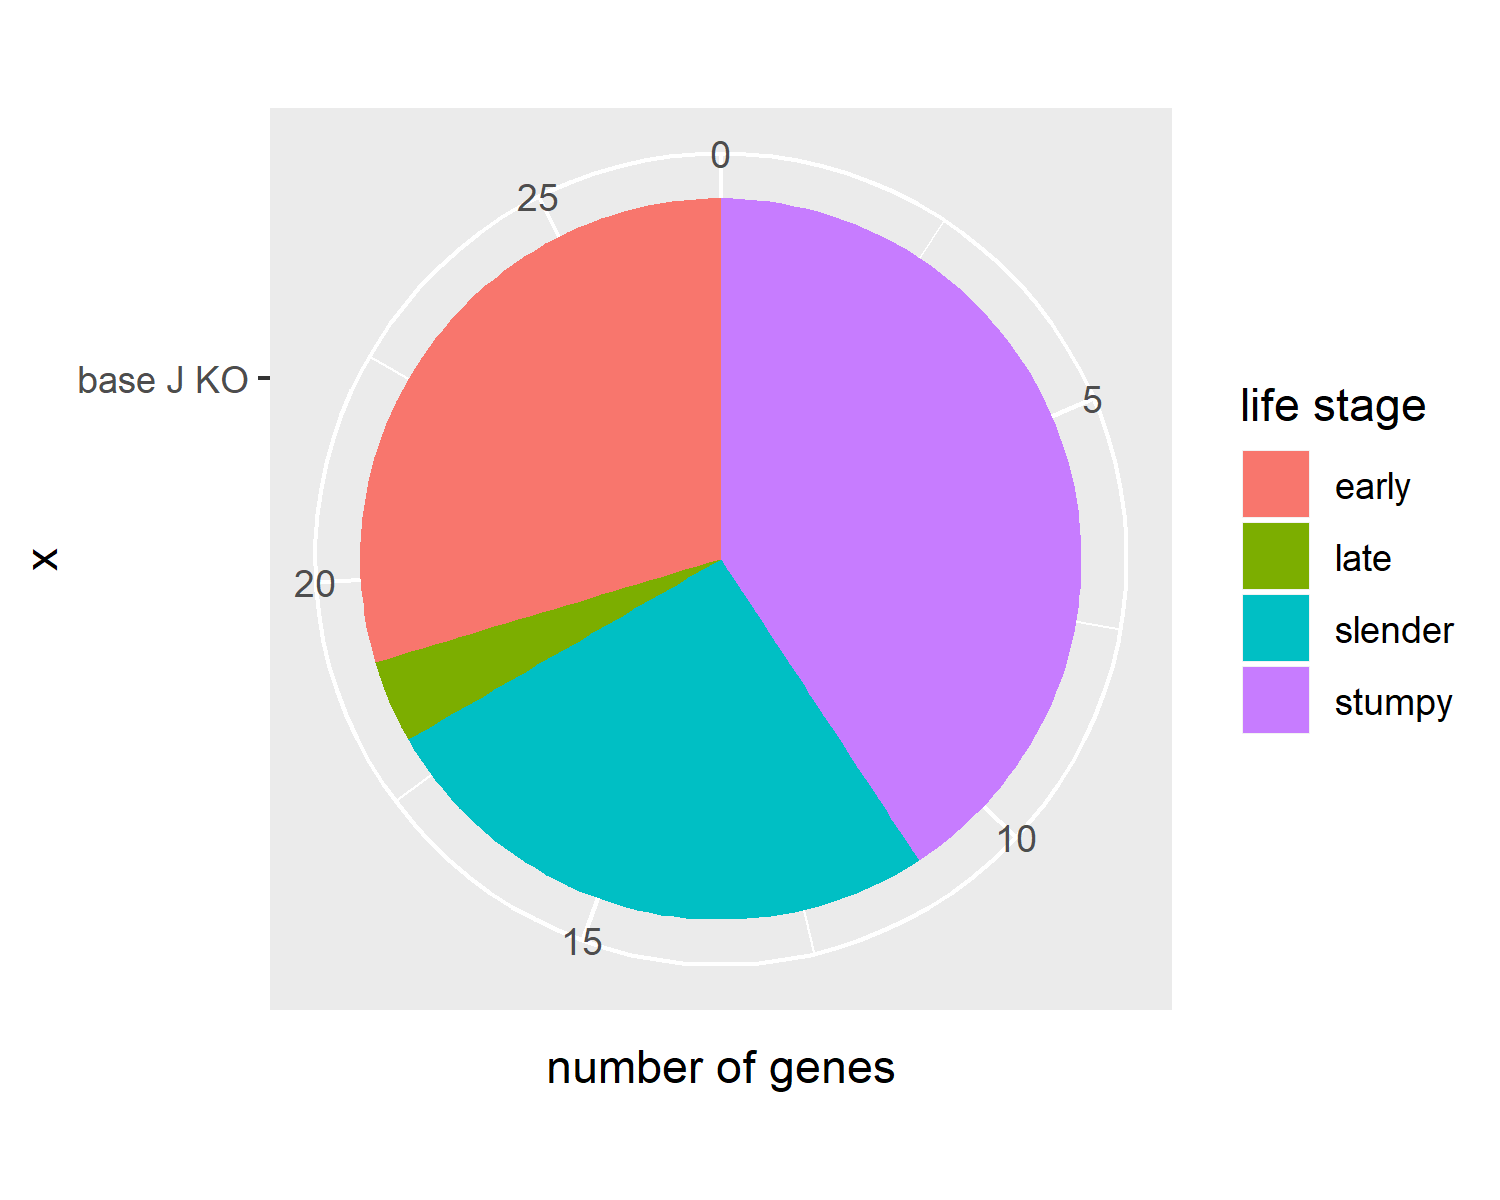 0
25
5
base J KO
x
20
10
15
number of genes
life stage
early
late
slender
stumpy